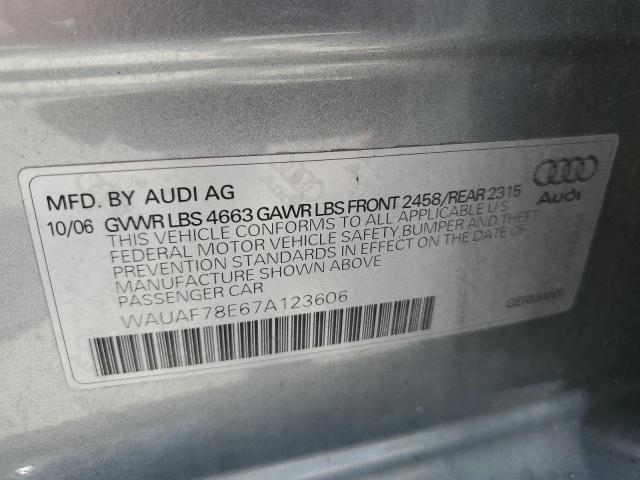 MFD. BY AUDI AG
10/06 GVWR LBS 4663 GAWR LBS FRONT 2458/REAR 2315
THIS VEHICLE CONFORMS TO ALL APPLICABLE U/S
FEDERAL MOTOR VEHICLE SAFETY,BUMPER AND THEFT
PREVENTION STANDARDS IN EFFECT ON THE DATE OF
MANUFACTURE SHOWN ABOVE
PASSENGER CAR
WAUAF78E67A123606
Audi
GERMANY